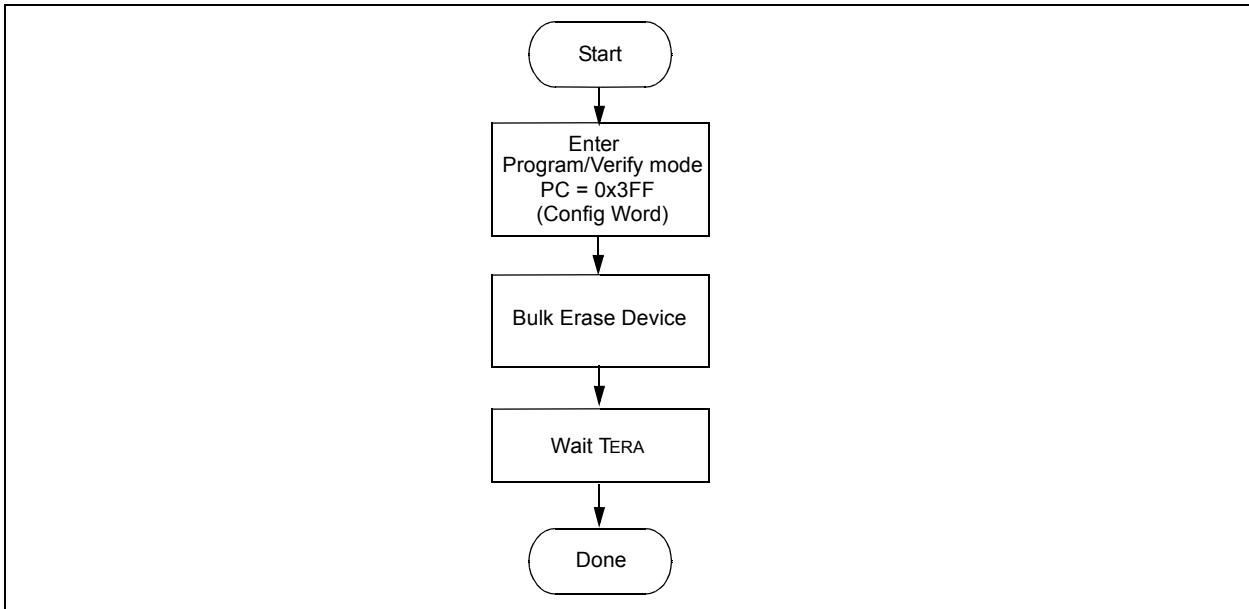 Start
Enter
Program/Verify mode
PC = 0x3FF
(Config Word)
Bulk Erase Device
Wait TERA
Done